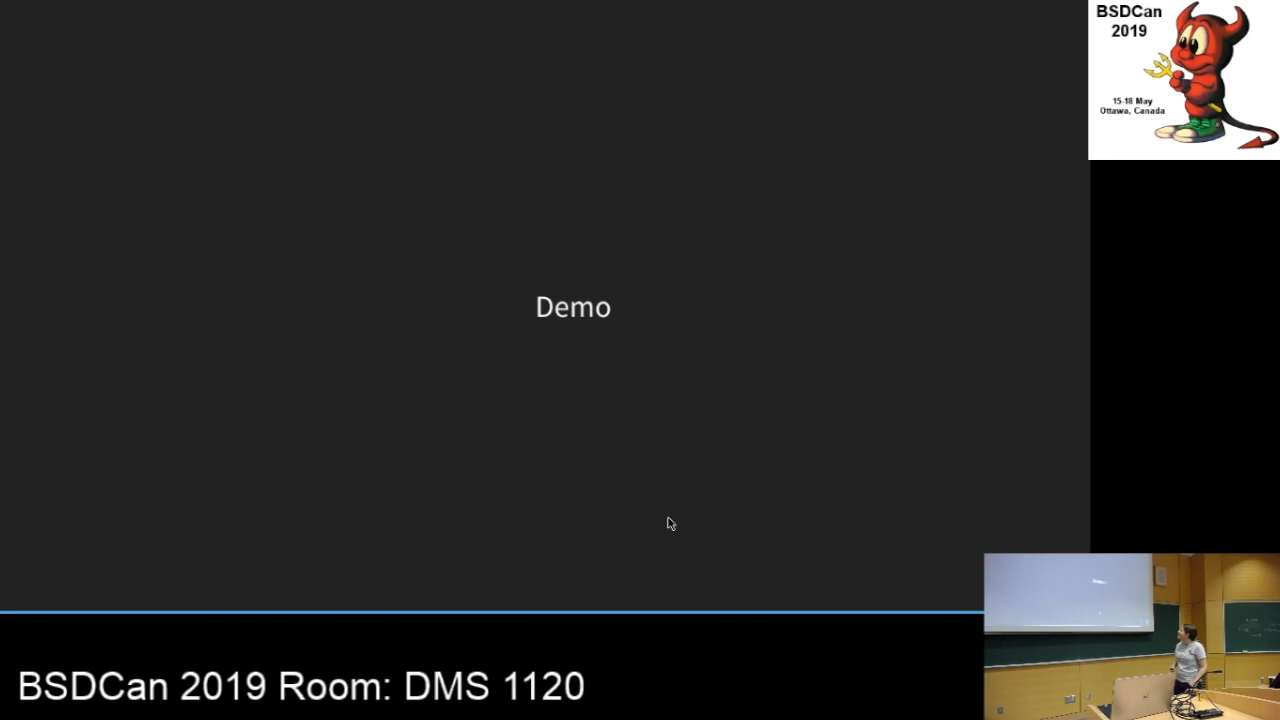 BSDCan
2019
15-18 May
Ottawa, Canada
Demo
BSDCan 2019 Room: DMS 1120